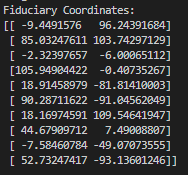 Fiduciary Coordinates:
[[ -9.4491576   96.24391684]
 [ 85.03247611 103.74297129]
 [ -2.32397657  -6.00065112]
 [105.94904422  -0.40735267]
 [ 18.91458979 -81.81410003]
 [ 90.28711622 -91.04562049]
 [ 18.16974591 109.54641947]
 [ 44.67909712   7.49008807]
 [ -7.58460784 -49.07073555]
 [ 52.73247417 -93.13601246]]